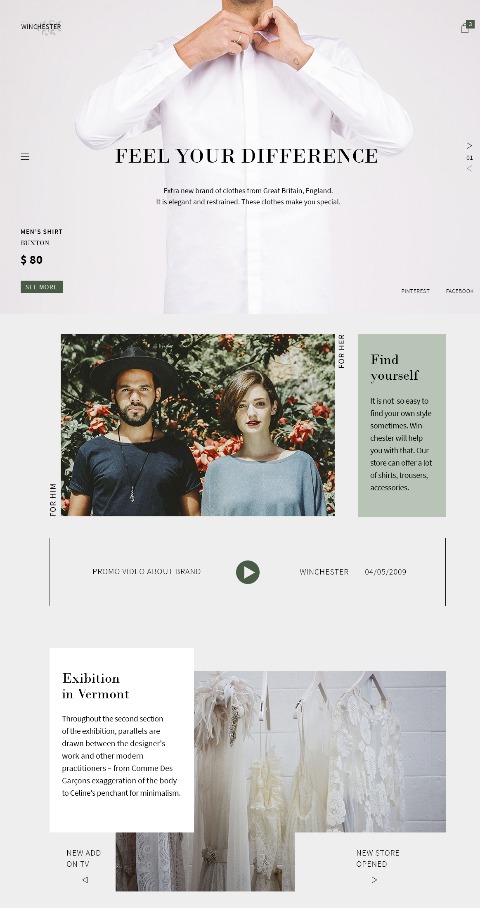 WINCHESTER
3
FEEL YOUR DIFFERENCE
01
Extra new brand of clothes from Great Britain, England.
It is elegant and restrained. These clothes make you special.
MEN'S SHIRT
BUXTON
$ 80
SEE MORE
PINTEREST
FACEBOOK
FOR HER
FOR HIM
Find
yourself
It is not so easy to
find your own style
sometimes. Win-
chester will help
you with that. Our
store can offer a lot
of shirts, trousers,
accessories.
PROMO VIDEO ABOUT BRAND
WINCHESTER
04/05/2009
Exibition
in Vermont
Throughout the second section
of the exhibition, parallels are
drawn between the designer's
work and other modern
practitioners – from Comme Des
Garçons exaggeration of the body
to Celine's penchant for minimalism.
NEW ADD
ON TV
NEW STORE
OPENED